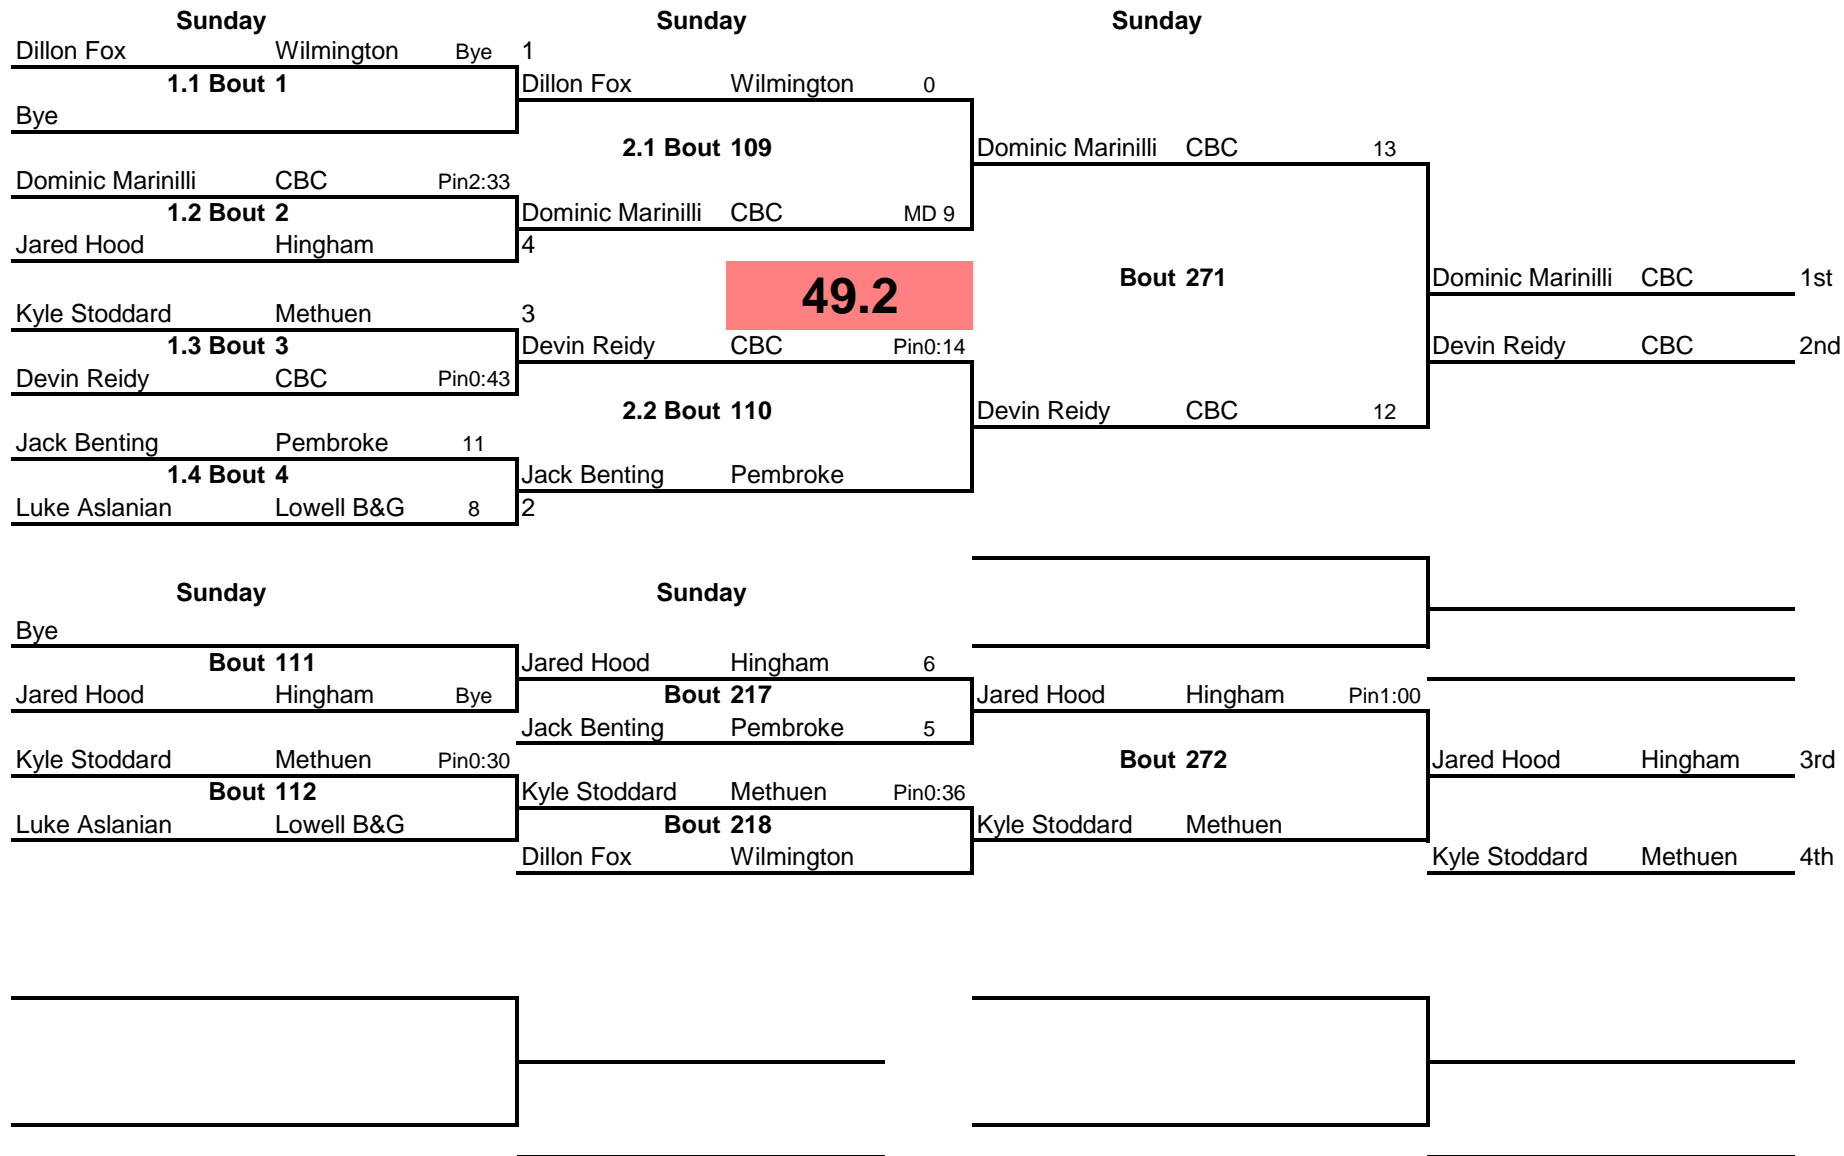 Sunday Sunday Sunday
Dillon Fox Wilmington Bye 1
1.1 Bout 1 Dillon Fox Wilmington 0
Bye
2.1 Bout 109 Dominic Marinilli CBC 13
Dominic Marinilli CBC Pin2:33
1.2 Bout 2 Dominic Marinilli CBC MD 9
Jared Hood Hingham 4
49.2 Bout 271 Dominic Marinilli CBC 1st
Kyle Stoddard Methuen 3
1.3 Bout 3 Devin Reidy CBC Pin0:14 Devin Reidy CBC 2nd
Devin Reidy CBC Pin0:43
2.2 Bout 110 Devin Reidy CBC 12
Jack Benting Pembroke 11
1.4 Bout 4 Jack Benting Pembroke
Luke Aslanian Lowell B&G 8 2
Sunday Sunday
Bye
Bout 111 Jared Hood Hingham 6
Jared Hood Hingham Bye Bout 217 Jared Hood Hingham Pin1:00
Jack Benting Pembroke 5
Kyle Stoddard Methuen Pin0:30 Bout 272 Jared Hood Hingham 3rd
Bout 112 Kyle Stoddard Methuen Pin0:36
Luke Aslanian Lowell B&G Bout 218 Kyle Stoddard Methuen
Dillon Fox Wilmington Kyle Stoddard Methuen 4th